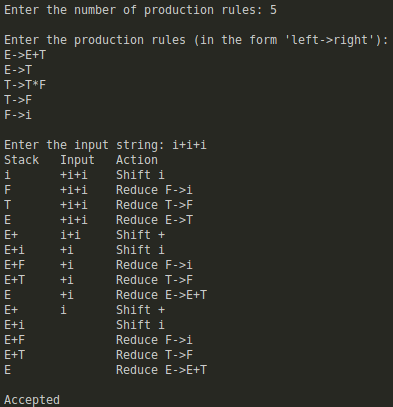 Enter the number of production rules: 5
Enter the production rules (in the form 'left->right'):
E->E+T
E->T
T->T*F
T->F
F->i
Enter the input string: i+i+i
Stack   Input   Action
i       +i+i    Shift i
F       +i+i    Reduce F->i
T       +i+i    Reduce T->F
E       +i+i    Reduce E->T
E+      i+i     Shift +
E+i     +i      Shift i
E+F     +i      Reduce F->i
E+T     +i      Reduce T->F
E       +i      Reduce E->E+T
E+      i       Shift +
E+i             Shift i
E+F             Reduce F->i
E+T             Reduce T->F
E               Reduce E->E+T
Accepted